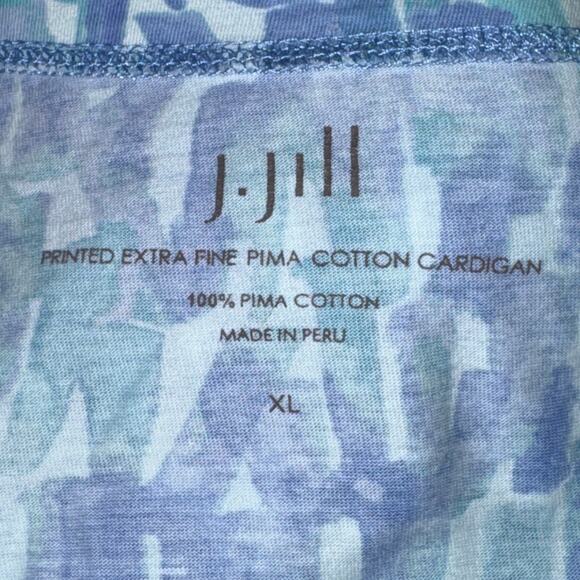 J.Jill
PRINTED EXTRA FINE PIMA COTTON CARDIGAN
100% PIMA COTTON
MADE IN PERU
XL